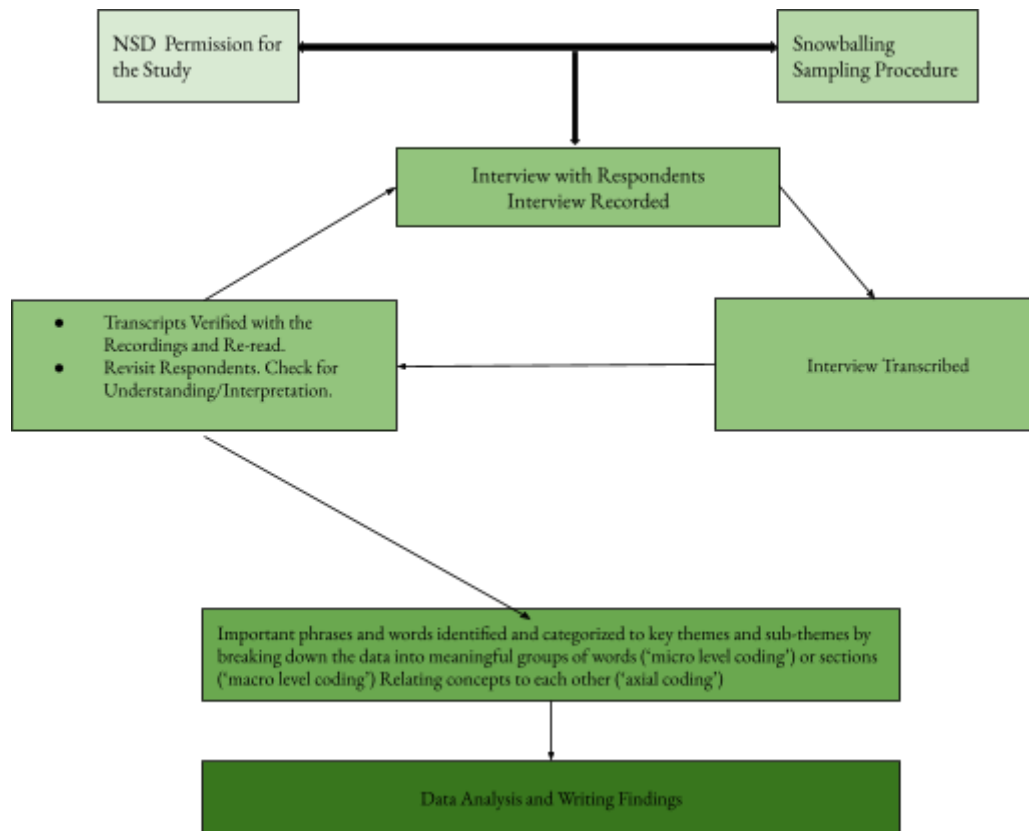 NSD Permission for
the Study
Snowballing
Sampling Procedure
Interview with Respondents
Interview Recorded
● Transcripts Verified with the
Recordings and Re-read.
● Revisit Respondents. Check for
Understanding/Interpretation.
Interview Transcribed
Important phrases and words identified and categorized to key themes and sub-themes by
breaking down the data into meaningful groups of words (‘micro level coding’) or sections
(‘macro level coding’) Relating concepts to each other (‘axial coding’)
Data Analysis and Writing Findings